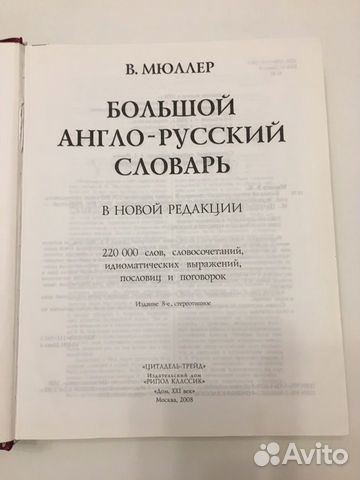 В. МЮЛЛЕР
БОЛЬШОЙ
АНГЛО-РУССКИЙ
СЛОВАРЬ
В НОВОЙ РЕДАКЦИИ
220 000 слов, словосочетаний,
идиоматических выражений,
пословиц и поговорок
Издание 8-е, стереотипное
«ЦИТАДЕЛЬ-ТРЕЙД»
Издательский дом
«РИПОЛ КЛАССИК»
«Дом. XXI век»
Москва, 2008
Avito